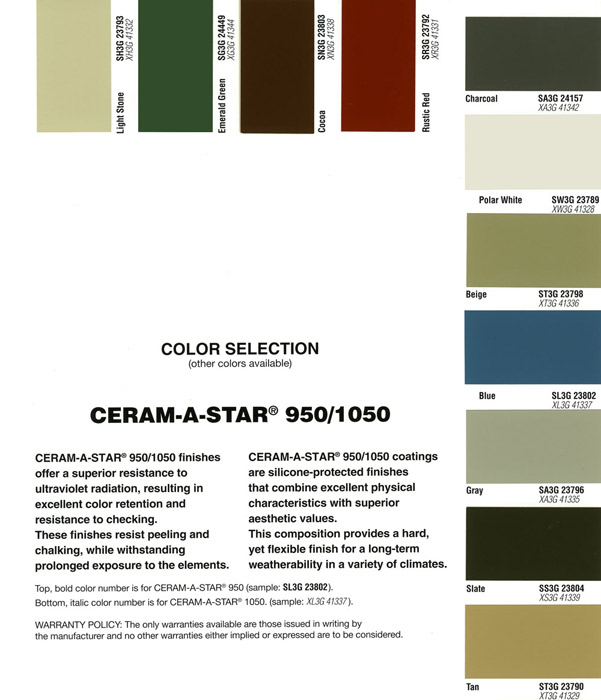 Light Stone
SH3G 23793
XH3G 41332
Emerald Green
SG3G 24449
XG3G 41344
Cocoa
SN3G 23803
XN3G 41338
Rustic Red
SR3G 23792
XR3G 41331
Charcoal SA3G 24157
XA3G 41342
Polar White SW3G 23789
XW3G 41328
Beige ST3G 23798
XT3G 41336
Blue SL3G 23802
XL3G 41337
Gray SA3G 23796
XA3G 41335
Slate SS3G 23804
XS3G 41339
Tan ST3G 23790
XT3G 41329
COLOR SELECTION
(other colors available)
CERAM-A-STAR® 950/1050
CERAM-A-STAR® 950/1050 finishes
offer a superior resistance to
ultraviolet radiation, resulting in
excellent color retention and
resistance to checking.
These finishes resist peeling and
chalking, while withstanding
prolonged exposure to the elements.
CERAM-A-STAR® 950/1050 coatings
are silicone-protected finishes
that combine excellent physical
characteristics with superior
aesthetic values.
This composition provides a hard,
yet flexible finish for a long-term
weatherability in a variety of climates.
Top, bold color number is for CERAM-A-STAR® 950 (sample: SL3G 23802).
Bottom, italic color number is for CERAM-A-STAR® 1050. (sample: XL3G 41337).
WARRANTY POLICY: The only warranties available are those issued in writing by
the manufacturer and no other warranties either implied or expressed are to be considered.